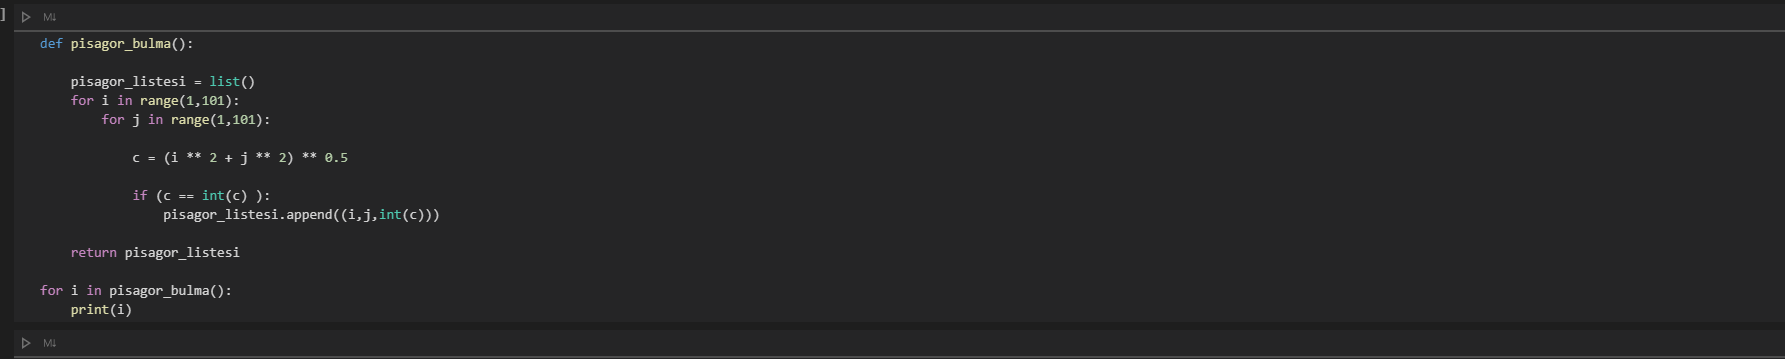 ]
M↓
def pisagor_bulma():
    pisagor_listesi = list()
    for i in range(1,101):
        for j in range(1,101):
            c = (i ** 2 + j ** 2) ** 0.5
            if (c == int(c) ):
                pisagor_listesi.append((i,j,int(c)))
    return pisagor_listesi
for i in pisagor_bulma():
    print(i)
M↓